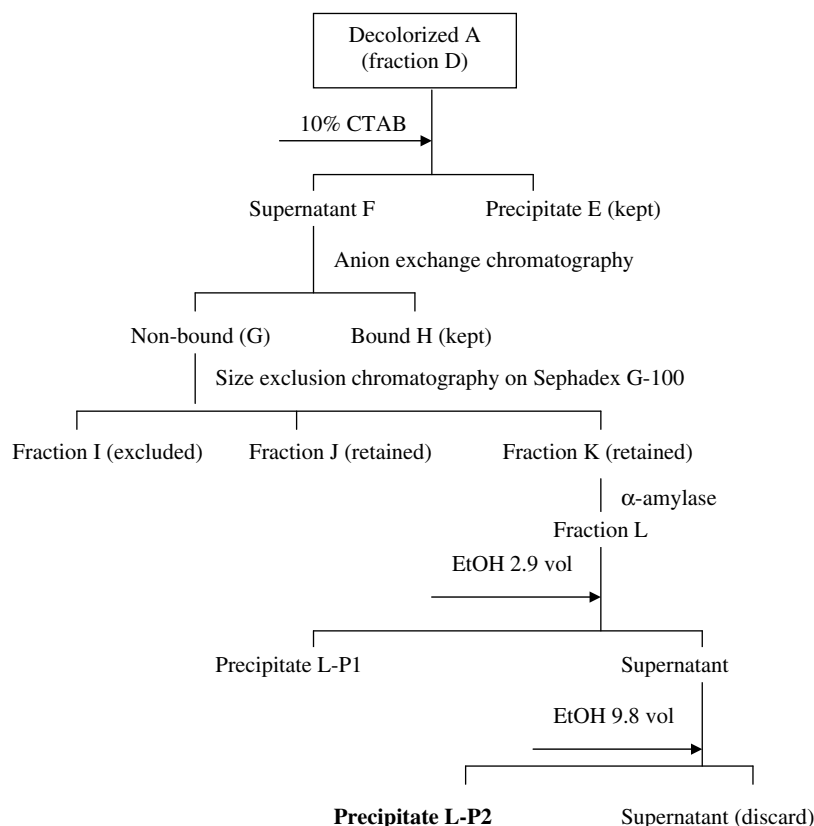 Decolorized A
(fraction D)
10% CTAB
Supernatant F
Precipitate E (kept)
Anion exchange chromatography
Non-bound (G)
Bound H (kept)
Size exclusion chromatography on Sephadex G-100
Fraction I (excluded)
Fraction J (retained)
Fraction K (retained)
α-amylase
Fraction L
EtOH 2.9 vol
Precipitate L-P1
Supernatant
EtOH 9.8 vol
Precipitate L-P2
Supernatant (discard)